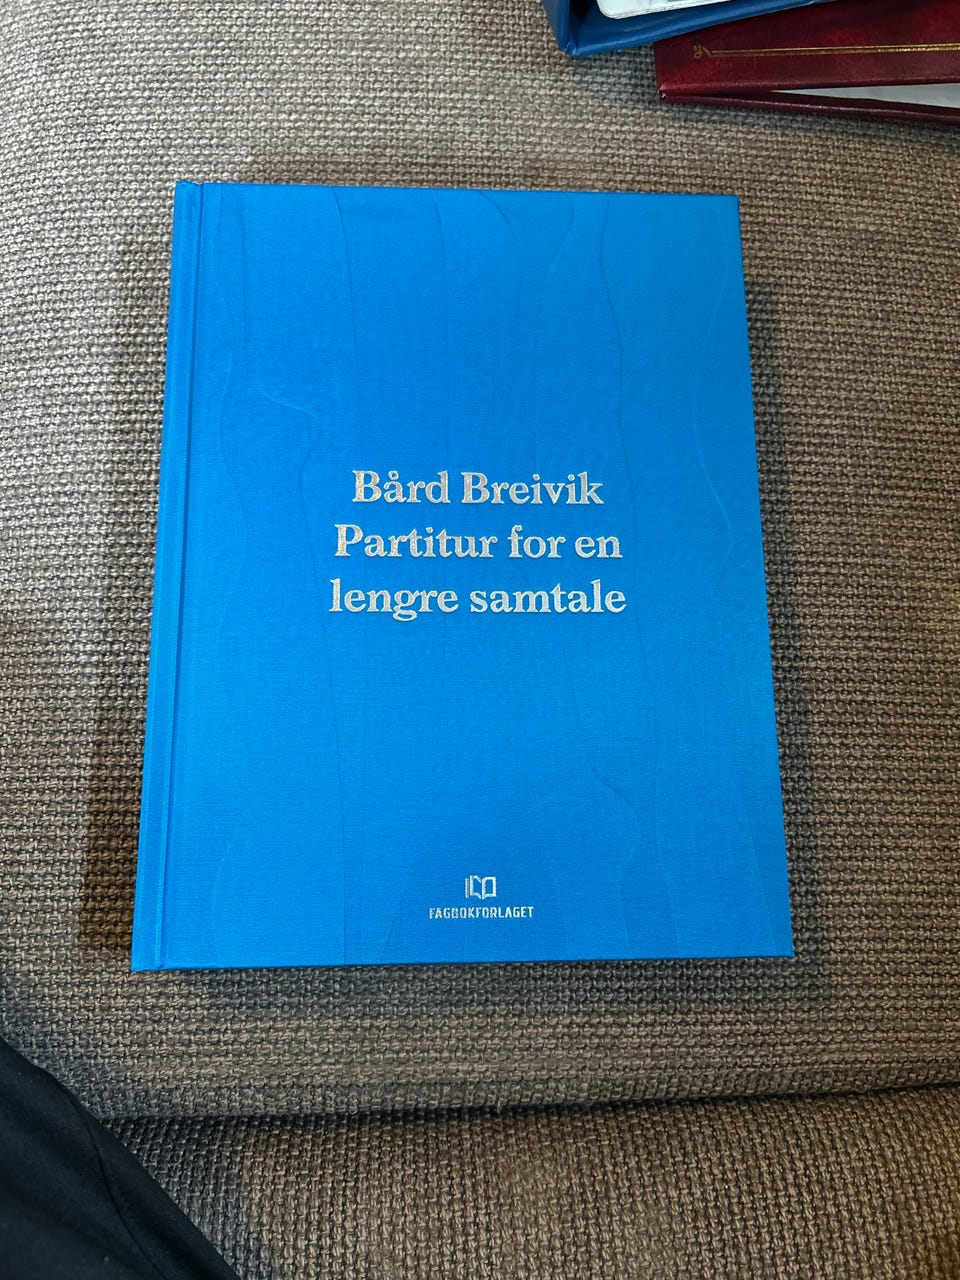 Bård Breivik
Partitur for en
lengre samtale
FAGBOKFORLAGET